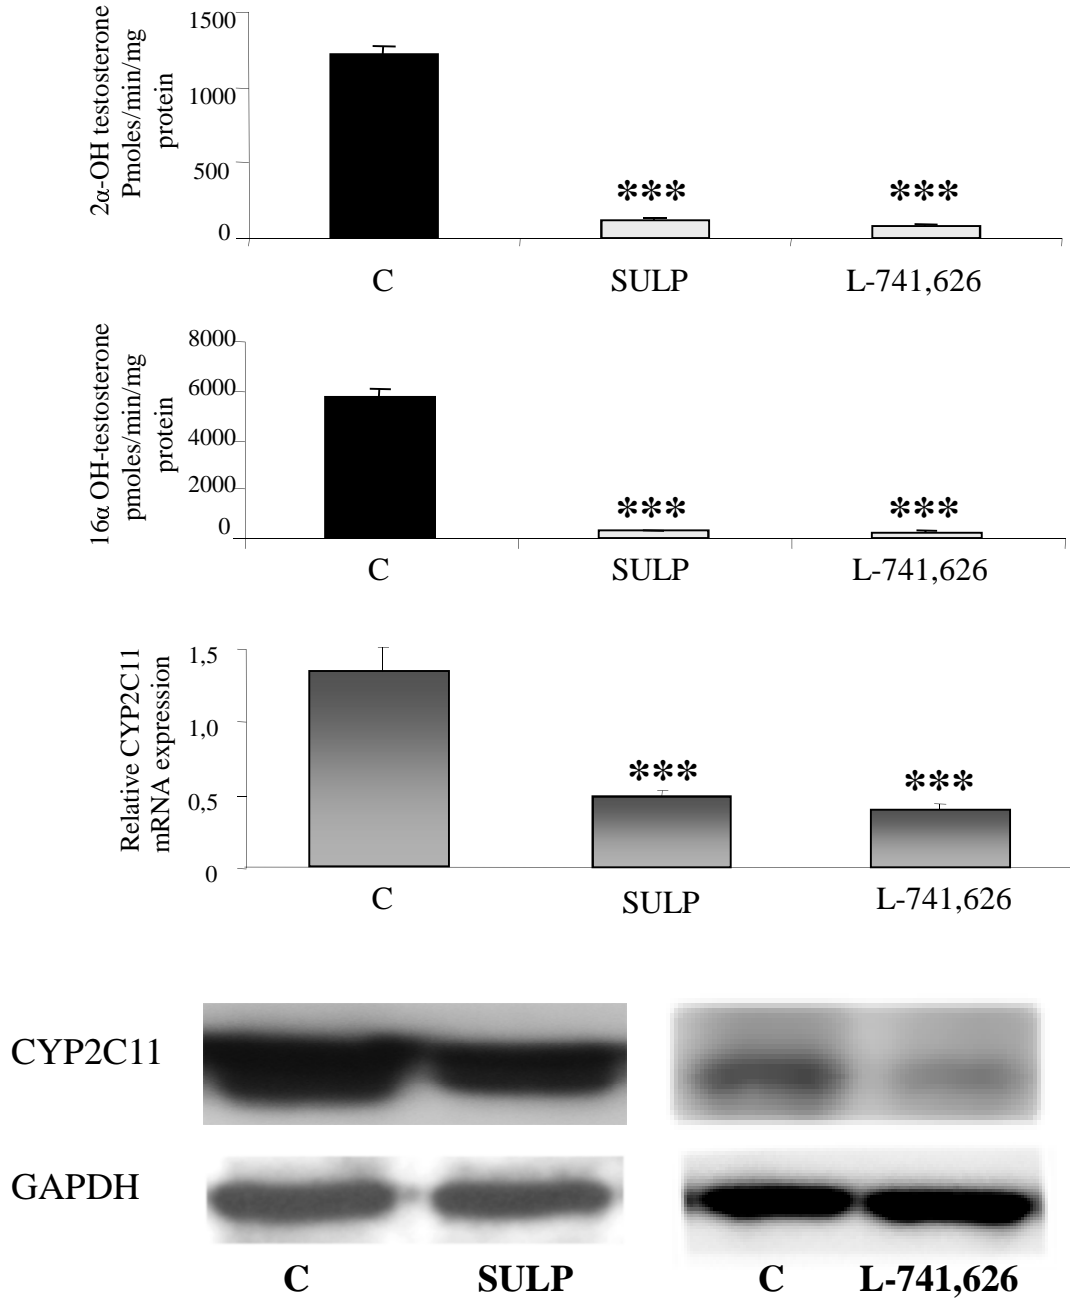 2α-OH testosterone
Pmoles/min/mg
protein
1500
1000
500
0
***
***
C
SULP
L-741,626
16α OH-testosterone
pmoles/min/mg
protein
8000
6000
4000
2000
0
***
***
C
SULP
L-741,626
Relative CYP2C11
mRNA expression
1,5
1,0
0,5
0
***
***
C
SULP
L-741,626
CYP2C11
GAPDH
C
SULP
C
L-741,626